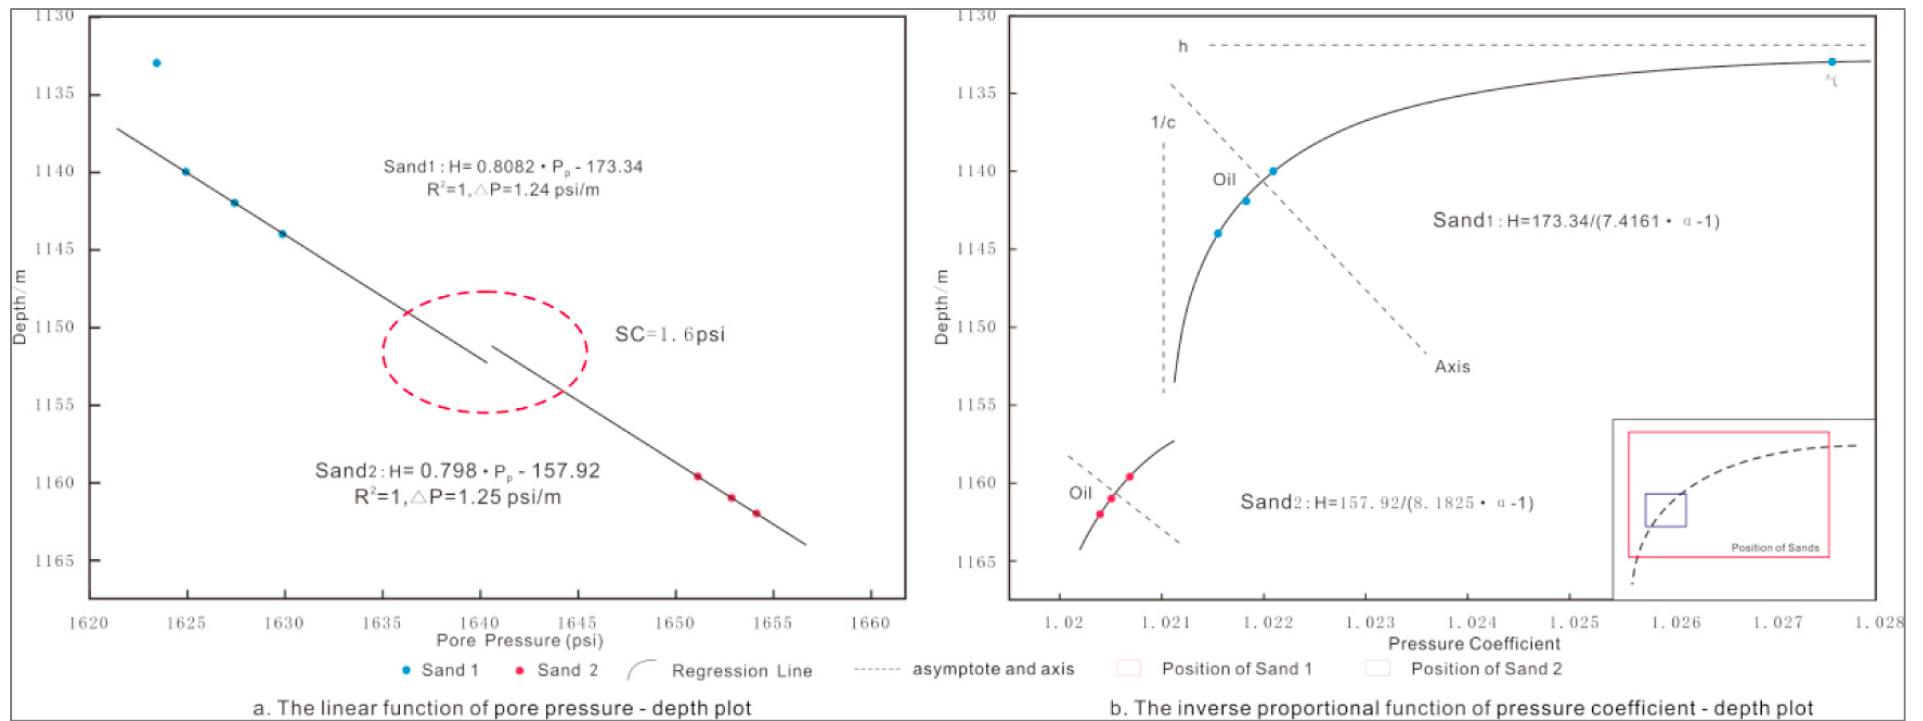 1130
1135
1140
1145
1150
1155
1160
1165
Depth/m
Sand1:H= 0.8082 • Pp - 173.34
R²=1,△P=1.24 psi/m
SC=1.6psi
Sand2:H= 0.798 • Pp - 157.92
R²=1,△P=1.25 psi/m
1620 1625 1630 1635 1640 1645 1650 1655 1660
Pore Pressure (psi)
1130
1135
1140
1145
1150
1155
1160
1165
Depth/m
h
1/c
Oil
Sand1:H=173.34/(7.4161 • α-1)
Axis
Oil
Sand2:H=157.92/(8.1825 • α-1)
Position of Sands
1.02 1.021 1.022 1.023 1.024 1.025 1.026 1.027 1.028
Pressure Coefficient
Sand 1 Sand 2 Regression Line asymptote and axis Position of Sand 1 Position of Sand 2
a. The linear function of pore pressure - depth plot
b. The inverse proportional function of pressure coefficient - depth plot